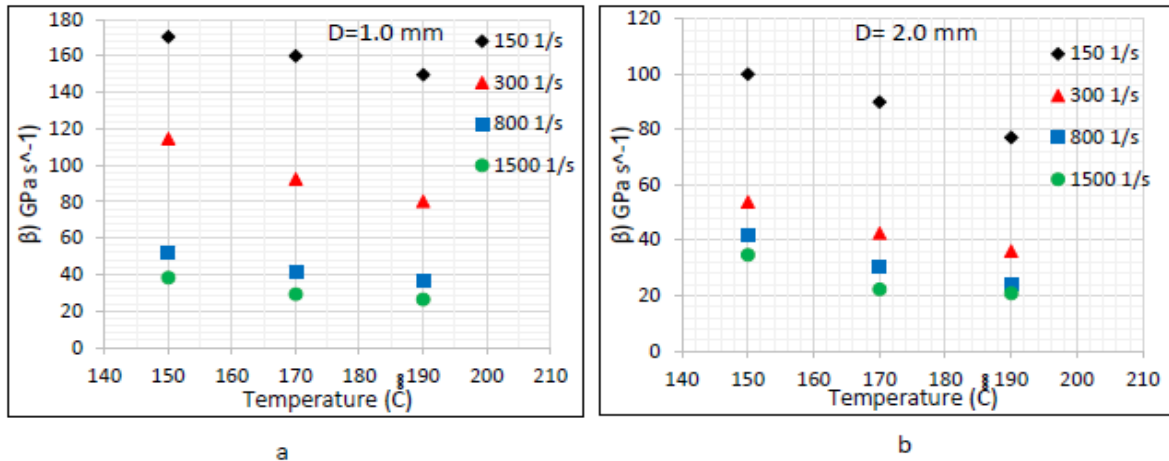 D=1.0 mm
180
160
140
120
100
80
60
40
20
0
β) GPa s^-1)
150 1/s
300 1/s
800 1/s
1500 1/s
140 150 160 170 180 190 200 210
Temperature (C)
a
D= 2.0 mm
120
100
80
60
40
20
0
β) GPa s^-1)
150 1/s
300 1/s
800 1/s
1500 1/s
140 150 160 170 180 190 200 210
Temperature (C)
b